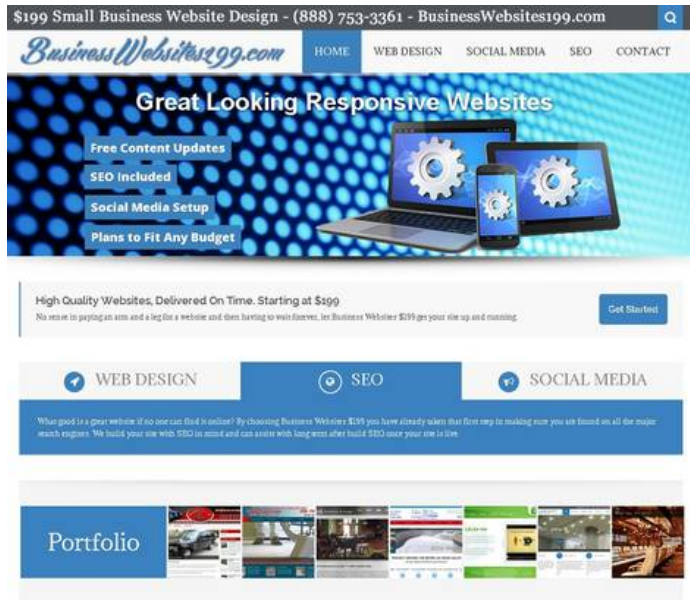 $199 Small Business Website Design - (888) 753-3361 - BusinessWebsites199.com
BusinessWebsites199.com
HOME WEB DESIGN SOCIAL MEDIA SEO CONTACT
Great Looking Responsive Websites
Free Content Updates
SEO Included
Social Media Setup
Plans to Fit Any Budget
High Quality Websites, Delivered On Time. Starting at $199
No sense in paying an arm and a leg for a website and then having to wait forever, let Business Websites $199 get your site up and running.
Get Started
WEB DESIGN SEO SOCIAL MEDIA
What good is a great website if no one can find it online? By choosing Business Websites $199 you have already taken that first step in making sure you are found on all the major
search engines. We build your site with SEO in mind and can assist with long term after build SEO once your site is live.
Portfolio